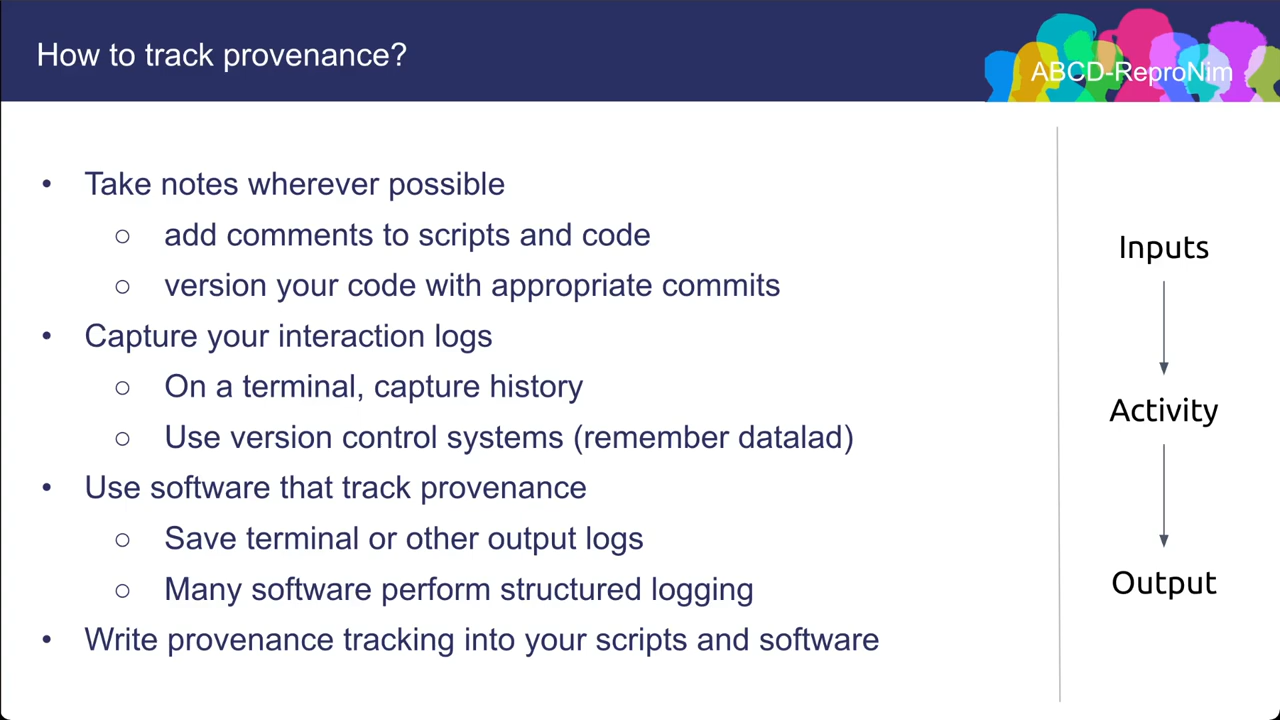 How to track provenance?
ABCD-ReproNim
• Take notes wherever possible
○ add comments to scripts and code
○ version your code with appropriate commits
• Capture your interaction logs
○ On a terminal, capture history
○ Use version control systems (remember datalad)
• Use software that track provenance
○ Save terminal or other output logs
○ Many software perform structured logging
• Write provenance tracking into your scripts and software
Inputs
Activity
Output